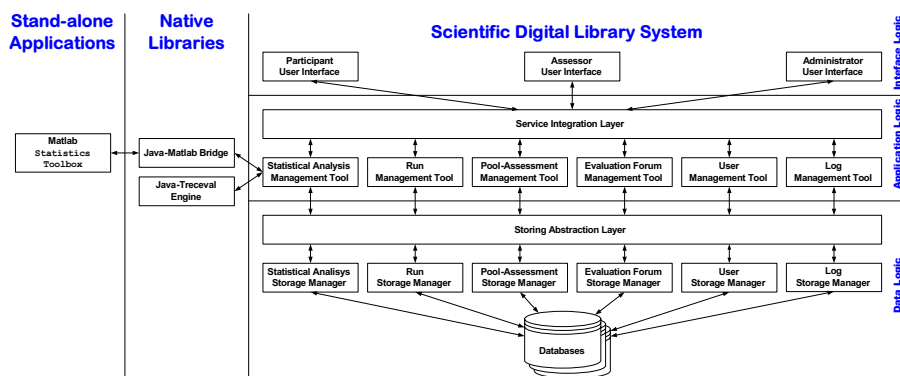 Stand-alone
Applications
Native
Libraries
Scientific Digital Library System
Inteface Logic
Participant
User Interface
Assessor
User Interface
Administrator
User Interface
Application Logic
Service Integration Layer
Matlab
Statistics
Toolbox
Java-Matlab Bridge
Java-Treceval
Engine
Statistical Analysis
Management Tool
Run
Management Tool
Pool-Assessment
Management Tool
Evaluation Forum
Management Tool
User
Management Tool
Log
Management Tool
Data Logic
Storing Abstraction Layer
Statistical Analisys
Storage Manager
Run
Storage Manager
Pool-Assessment
Storage Manager
Evaluation Forum
Storage Manager
User
Storage Manager
Log
Storage Manager
Databases